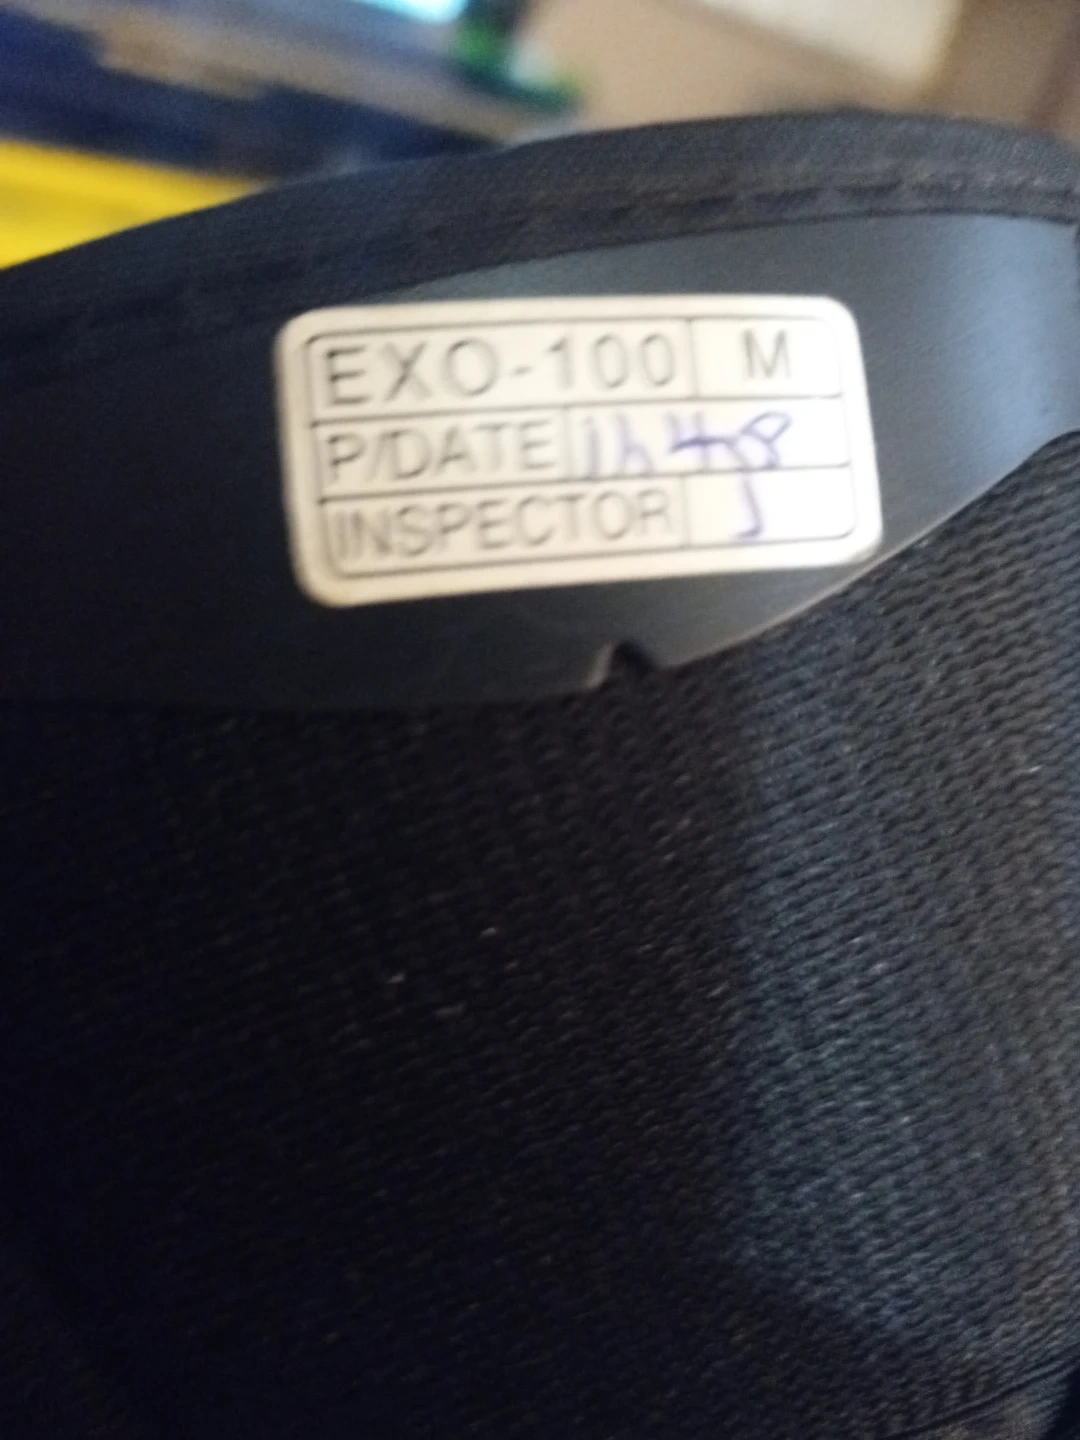 EXO-100 M
P/DATE
INSPECTOR J